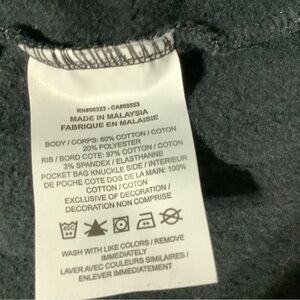 RN#56323 - CA#05553
MADE IN MALAYSIA
FABRIQUE EN MALAISIE
BODY / CORPS: 80% COTTON / COTON
20% POLYESTER
RIB / BORD COTE: 97% COTTON / COTON
3% SPANDEX / ELASTHANNE
POCKET BAG KNUCKLE SIDE / INTERIEUR
DE POCHE COTE DOS DE LA MAIN: 100%
COTTON / COTON
EXCLUSIVE OF DECORATION /
DECORATION NON COMPRISE
40C
WASH WITH LIKE COLORS / REMOVE
IMMEDIATELY
LAVER AVEC COULEURS SIMILAIRES /
ENLEVER IMMEDIATEMENT